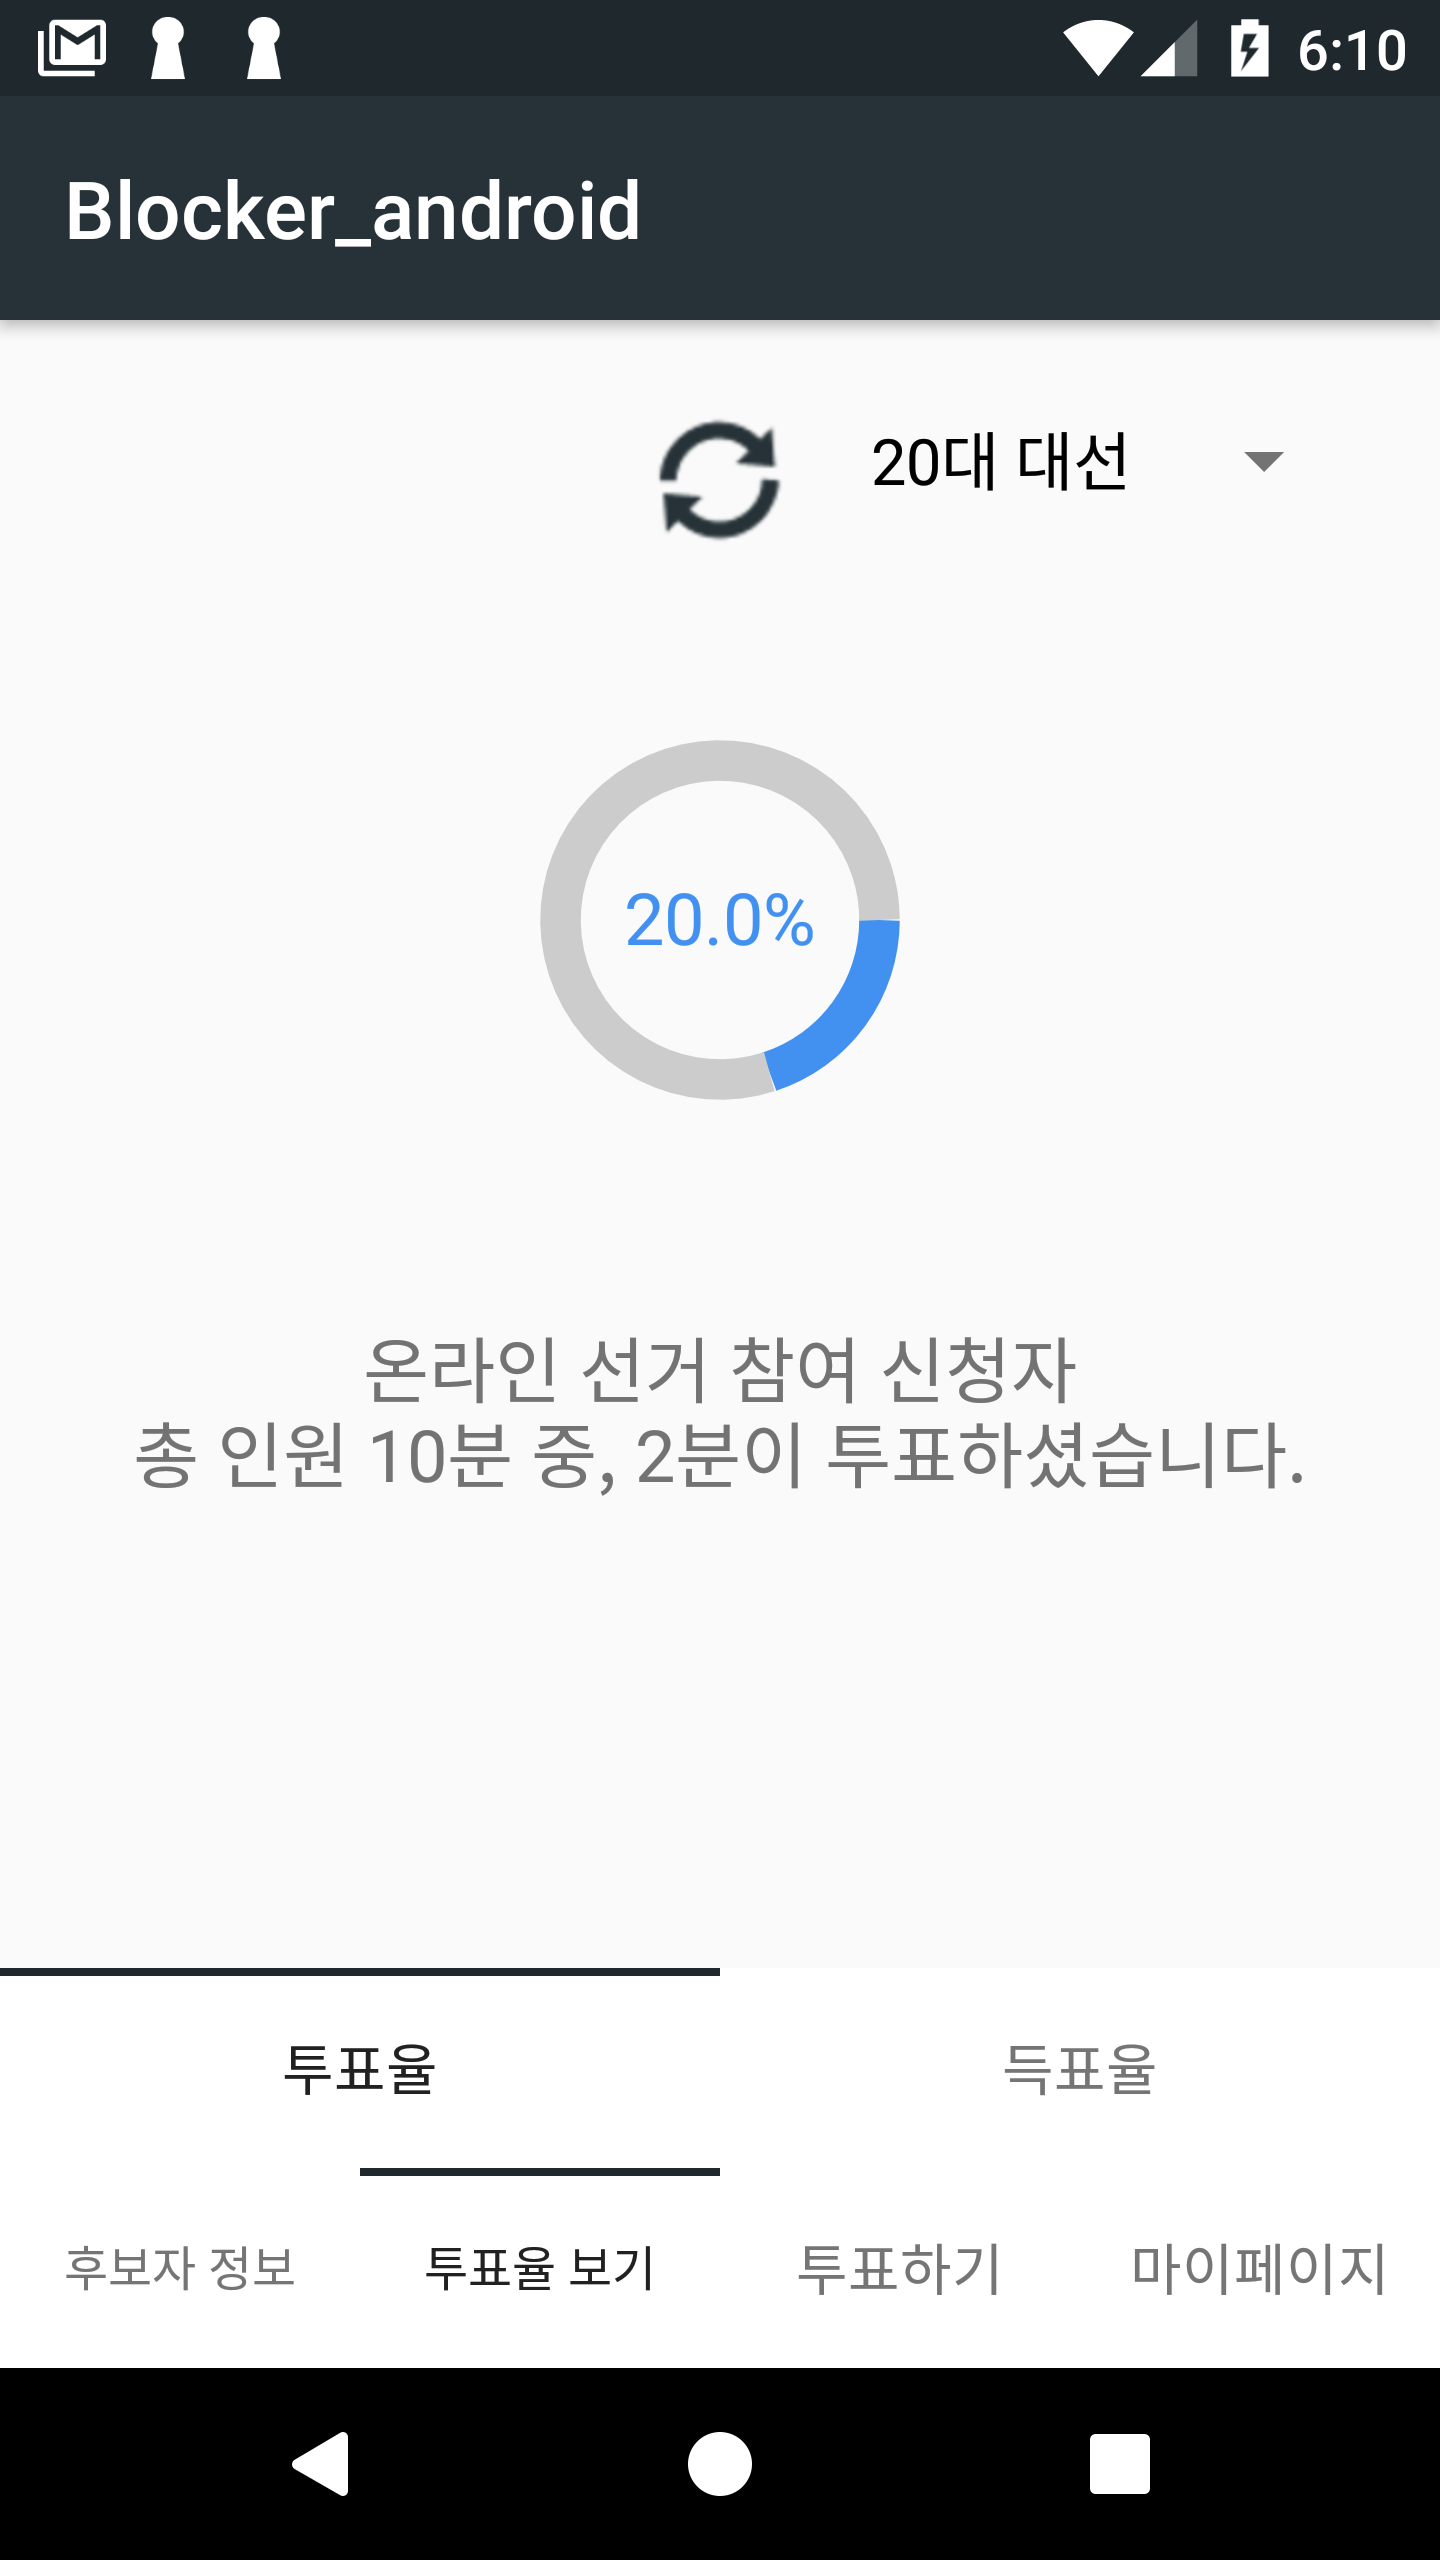 6:10
Blocker_android
20대 대선
20.0%
온라인 선거 참여 신청자
총 인원 10분 중, 2분이 투표하셨습니다.
투표율
득표율
후보자 정보
투표율 보기
투표하기
마이페이지